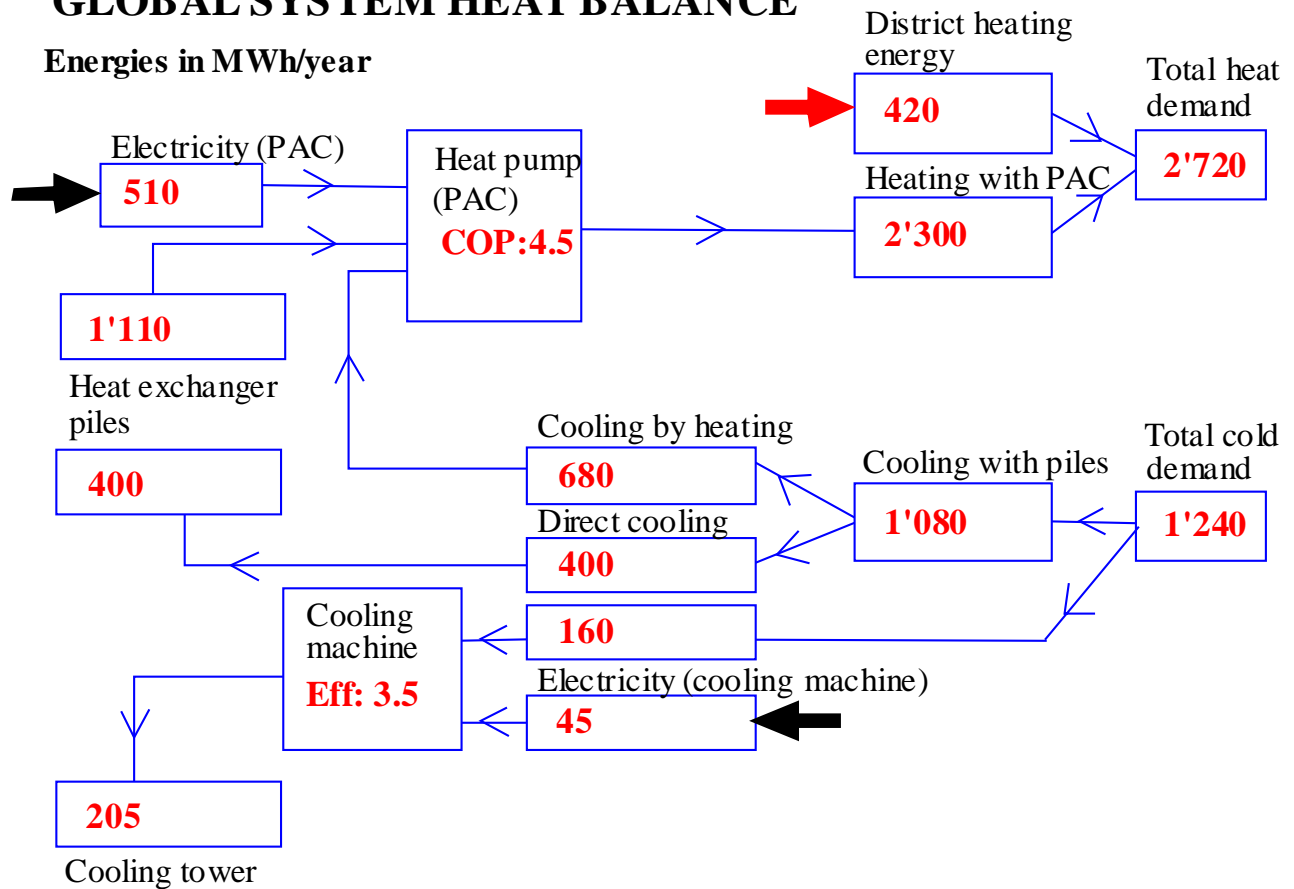 GLOBAL SYSTEM HEAT BALANCE
Energies in MWh/year
District heating
energy
420
Total heat
demand
2'720
Electricity (PAC)
510
Heat pump
(PAC)
COP:4.5
Heating with PAC
2'300
1'110
Heat exchanger
piles
400
Cooling by heating
680
Cooling with piles
1'080
Total cold
demand
1'240
Direct cooling
400
Cooling
machine
Eff: 3.5
160
Electricity (cooling machine)
45
205
Cooling tower